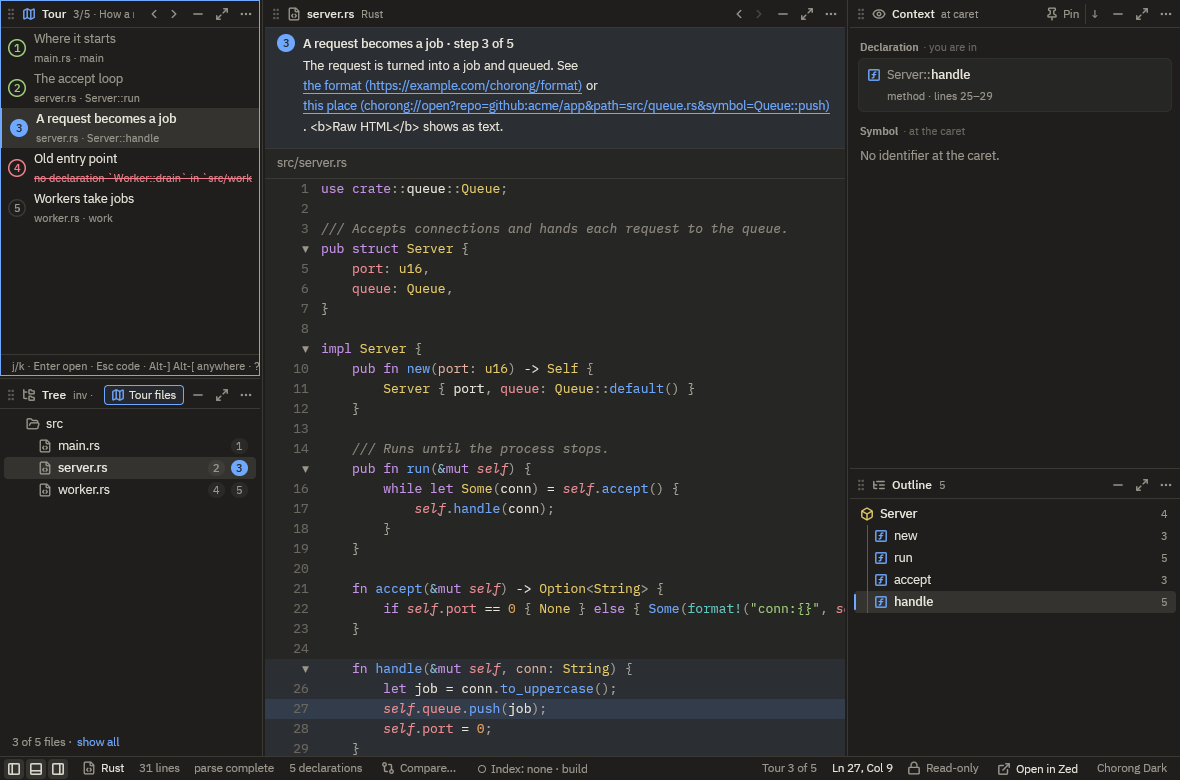 Tour 3/5 · How a
1 Where it starts
main.rs · main
2 The accept loop
server.rs · Server::run
3 A request becomes a job
server.rs · Server::handle
4 Old entry point
no declaration `Worker::drain` in `src/work
5 Workers take jobs
worker.rs · work
j/k · Enter open · Esc code · Alt-] Alt-[ anywhere · ?
Tree inv · Tour files
src
main.rs 1
server.rs 2 3
worker.rs 4 5
3 of 5 files · show all
server.rs Rust
3 A request becomes a job · step 3 of 5
The request is turned into a job and queued. See
the format (https://example.com/chorong/format) or
this place (chorong://open?repo=github:acme/app&path=src/queue.rs&symbol=Queue::push)
. <b>Raw HTML</b> shows as text.
src/server.rs
1 use crate::queue::Queue;
2
3 /// Accepts connections and hands each request to the queue.
pub struct Server {
5 port: u16,
6 queue: Queue,
7 }
8
impl Server {
10 pub fn new(port: u16) -> Self {
11 Server { port, queue: Queue::default() }
12 }
13
14 /// Runs until the process stops.
pub fn run(&mut self) {
16 while let Some(conn) = self.accept() {
17 self.handle(conn);
18 }
19 }
20
21 fn accept(&mut self) -> Option<String> {
22 if self.port == 0 { None } else { Some(format!("conn:{}", s
23 }
24
fn handle(&mut self, conn: String) {
26 let job = conn.to_uppercase();
27 self.queue.push(job);
28 self.port = 0;
29 }
Context at caret Pin
Declaration · you are in
Server::handle
method · lines 25–29
Symbol · at the caret
No identifier at the caret.
Outline 5
Server 4
new 3
run 5
accept 3
handle 5
Rust 31 lines parse complete 5 declarations Compare... Index: none · build Tour 3 of 5 Ln 27, Col 9 Read-only Open in Zed Chorong Dark